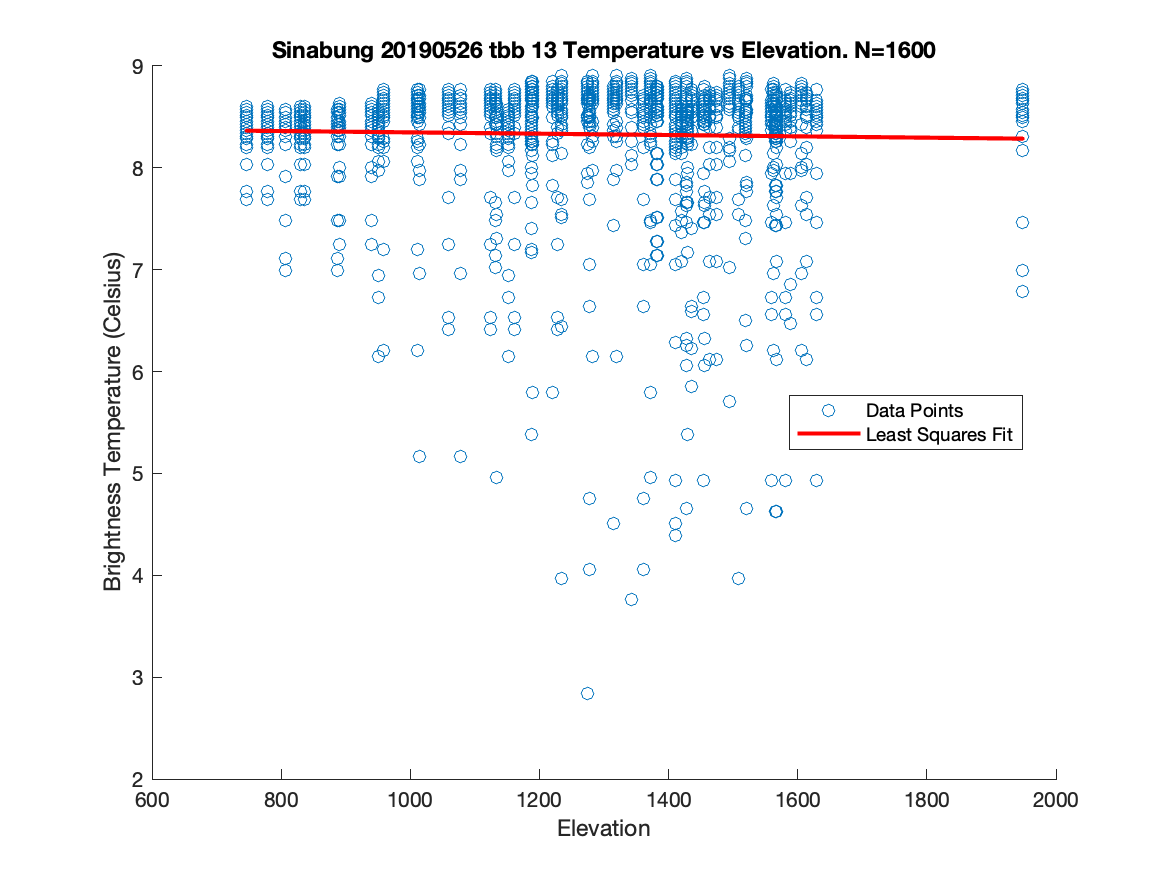 Sinabung 20190526 tbb 13 Temperature vs Elevation. N=1600
9
8
7
6
5
4
3
2
Brightness Temperature (Celsius)
Data Points
Least Squares Fit
600 800 1000 1200 1400 1600 1800 2000
Elevation